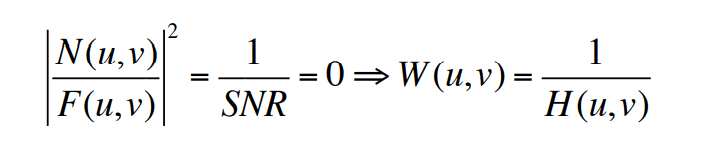 |N(u,v)/F(u,v)|² = 1/SNR = 0 ⇒ W(u,v) = 1/H(u,v)